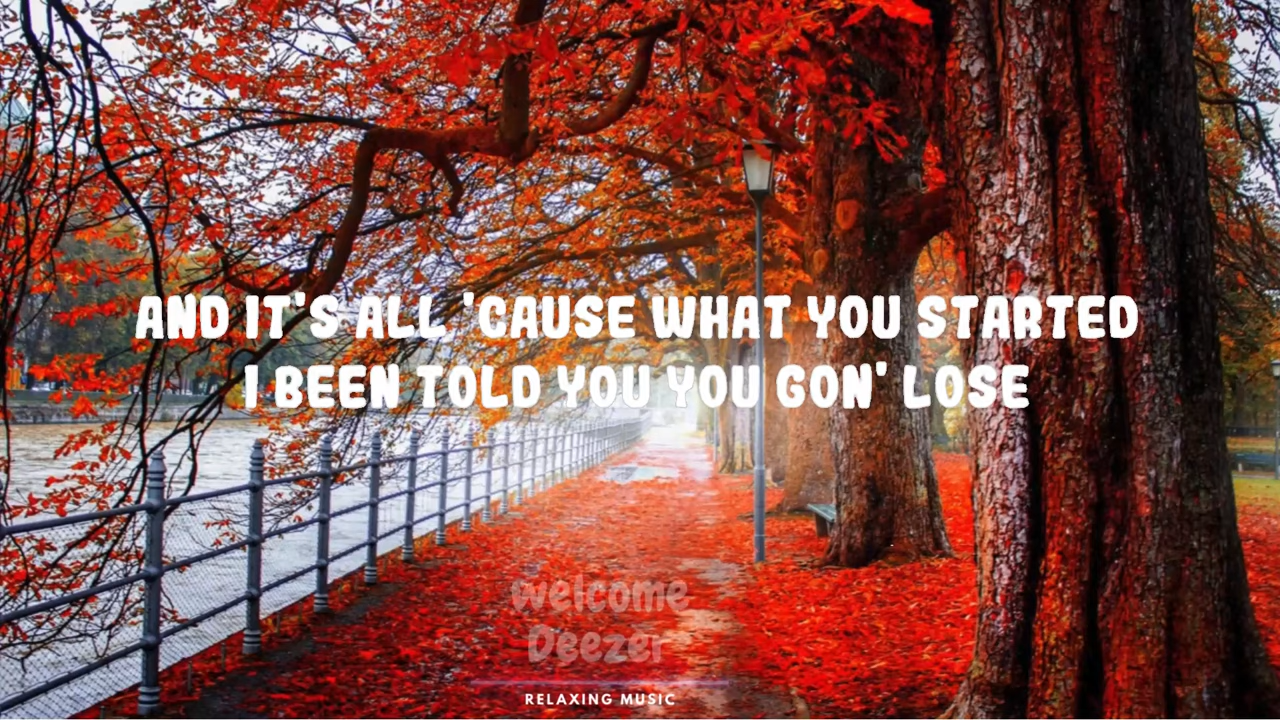 AND IT'S ALL 'CAUSE WHAT YOU STARTED
I BEEN TOLD YOU YOU GON' LOSE
welcome
Deezer
RELAXING MUSIC